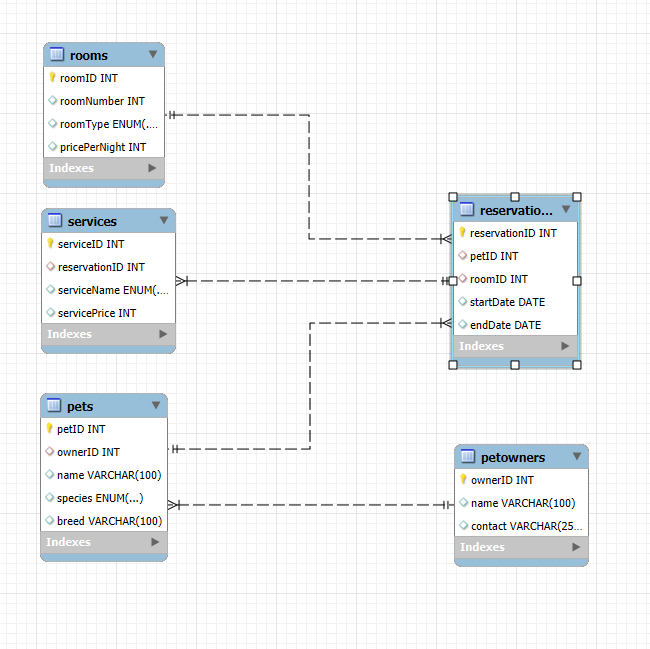 rooms
roomID INT
roomNumber INT
roomType ENUM(....
pricePerNight INT
Indexes
services
serviceID INT
reservationID INT
serviceName ENUM(....
servicePrice INT
Indexes
reservatio...
reservationID INT
petID INT
roomID INT
startDate DATE
endDate DATE
Indexes
pets
petID INT
ownerID INT
name VARCHAR(100)
species ENUM(...)
breed VARCHAR(100)
Indexes
petowners
ownerID INT
name VARCHAR(100)
contact VARCHAR(25...
Indexes